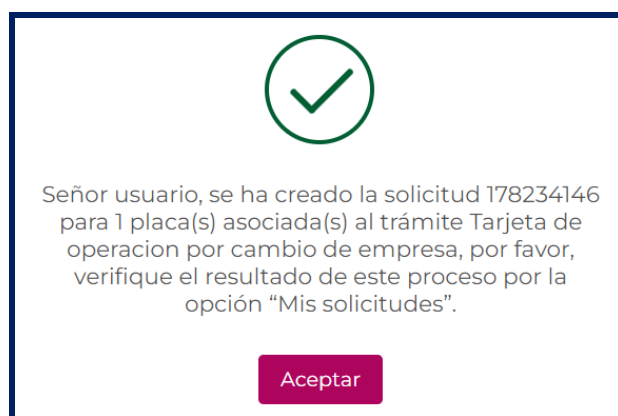 Señor usuario, se ha creado la solicitud 178234146
para 1 placa(s) asociada(s) al trámite Tarjeta de
operacion por cambio de empresa, por favor,
verifique el resultado de este proceso por la
opción “Mis solicitudes”.
Aceptar